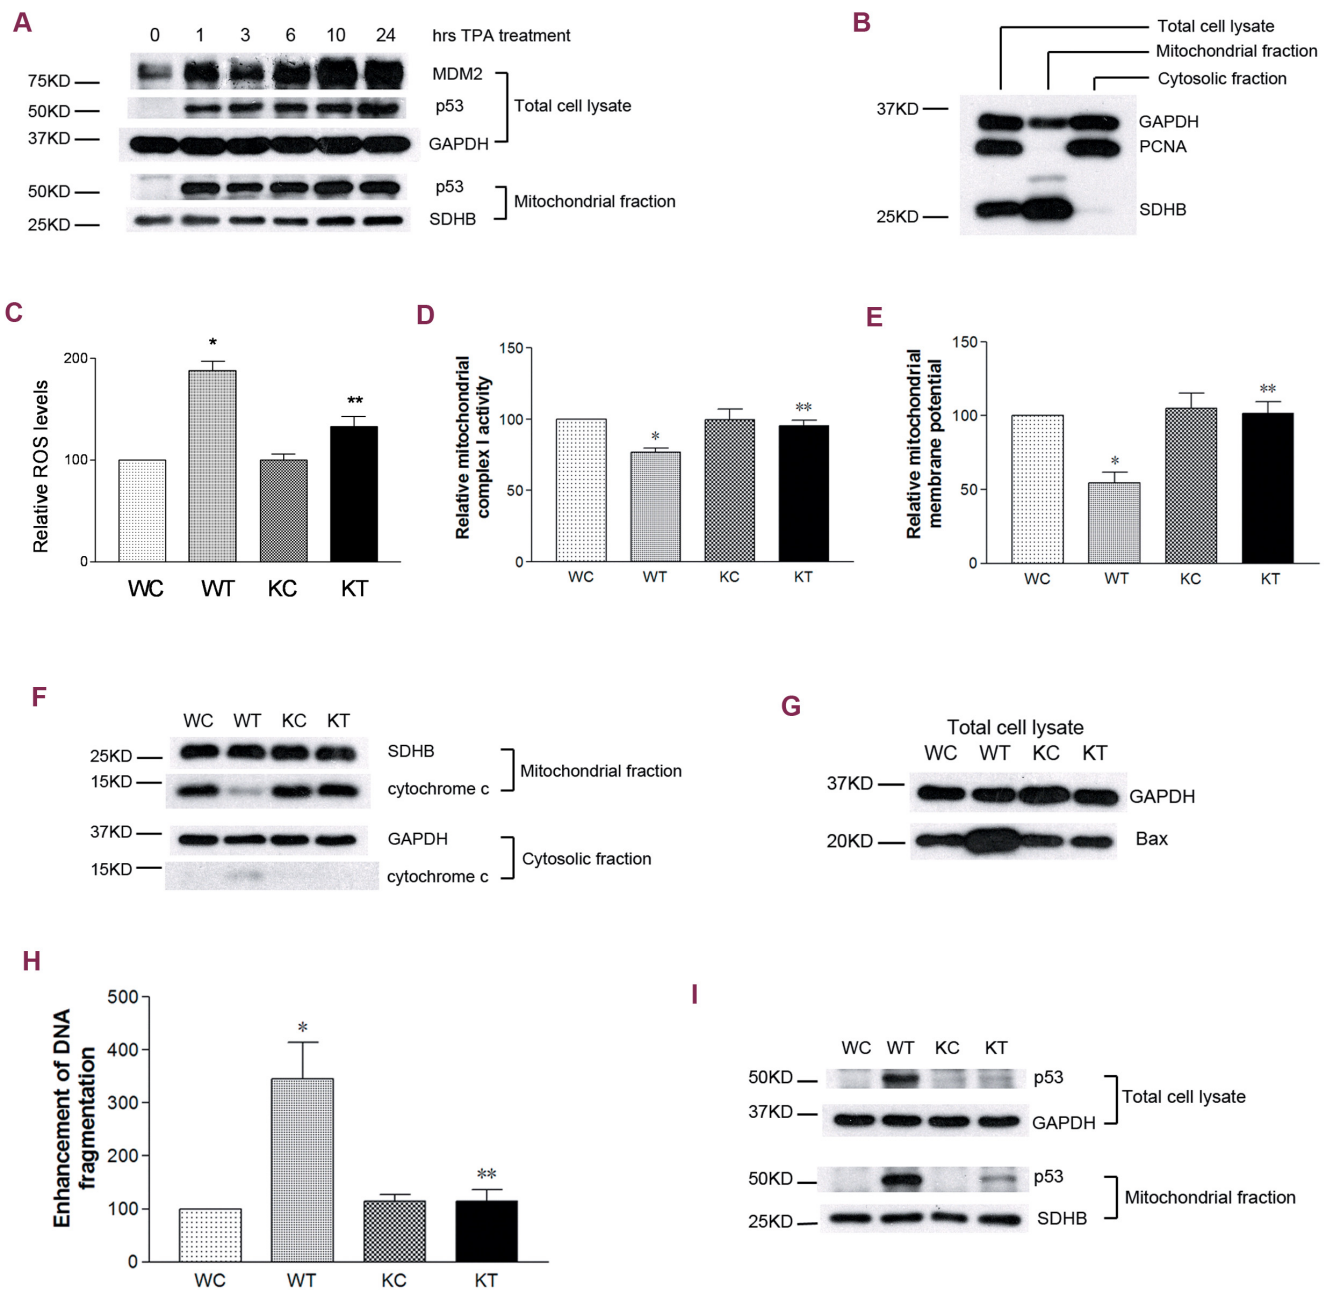 A
0 1 3 6 10 24 hrs TPA treatment
75KD MDM2
50KD p53 Total cell lysate
37KD GAPDH
50KD p53
Mitochondrial fraction
25KD SDHB
B
Total cell lysate
Mitochondrial fraction
Cytosolic fraction
37KD
GAPDH
PCNA
25KD SDHB
C
Relative ROS levels
200
100
0
*
**
WC WT KC KT
D
Relative mitochondrial
complex I activity
150
100
50
0
*
**
WC WT KC KT
E
Relative mitochondrial
membrane potential
150
100
50
0
*
**
WC WT KC KT
F
WC WT KC KT
25KD SDHB
Mitochondrial fraction
15KD cytochrome c
37KD GAPDH
Cytosolic fraction
15KD cytochrome c
G
Total cell lysate
WC WT KC KT
37KD GAPDH
20KD Bax
H
Enhancement of DNA
fragmentation
500
400
300
200
100
0
*
**
WC WT KC KT
I
WC WT KC KT
50KD p53
Total cell lysate
37KD GAPDH
50KD p53
Mitochondrial fraction
25KD SDHB